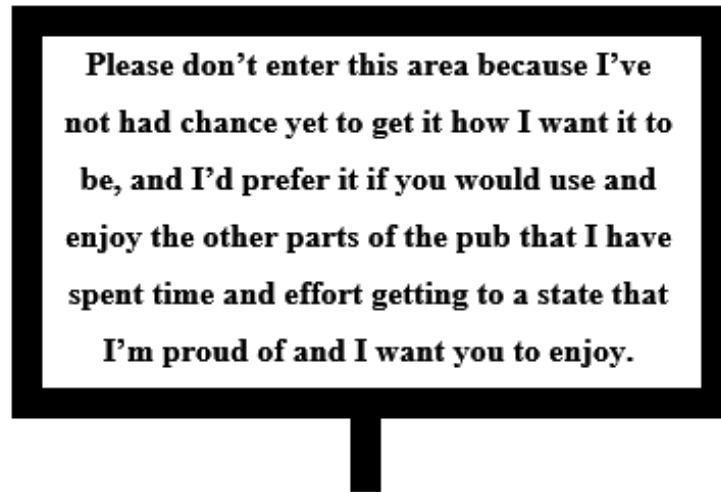 Please don’t enter this area because I’ve
not had chance yet to get it how I want it to
be, and I’d prefer it if you would use and
enjoy the other parts of the pub that I have
spent time and effort getting to a state that
I’m proud of and I want you to enjoy.